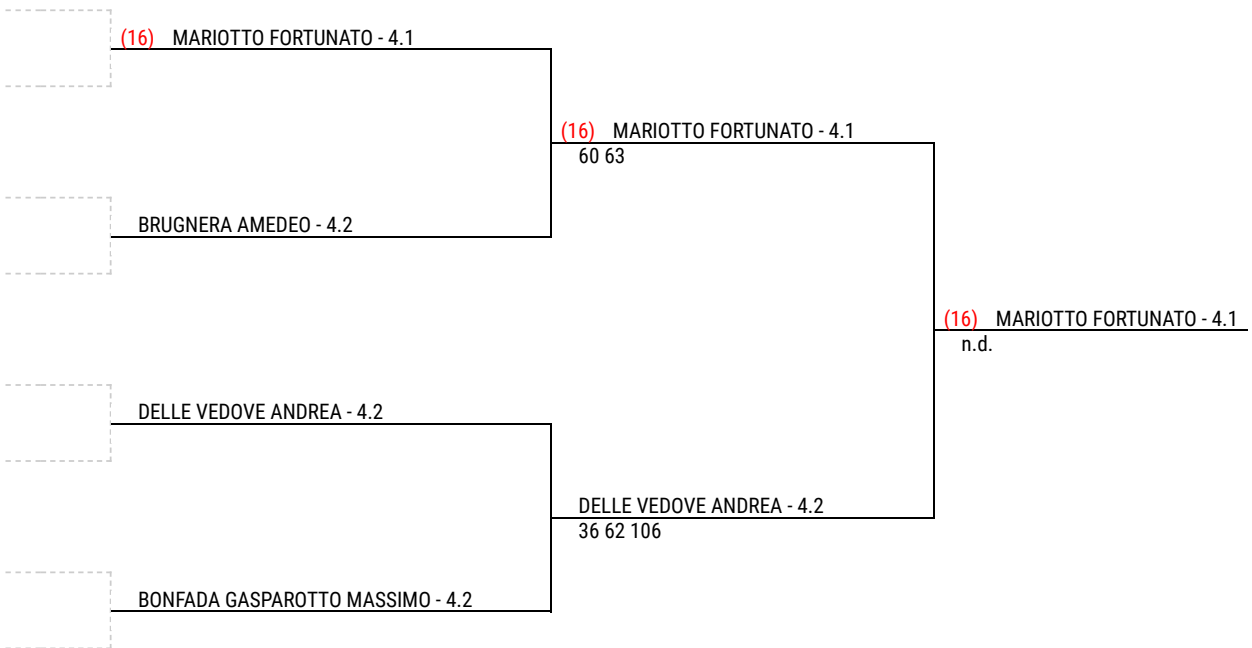 (16) MARIOTTO FORTUNATO - 4.1
(16) MARIOTTO FORTUNATO - 4.1
60 63
BRUGNERA AMEDEO - 4.2
(16) MARIOTTO FORTUNATO - 4.1
n.d.
DELLE VEDOVE ANDREA - 4.2
DELLE VEDOVE ANDREA - 4.2
36 62 106
BONFADA GASPAROTTO MASSIMO - 4.2